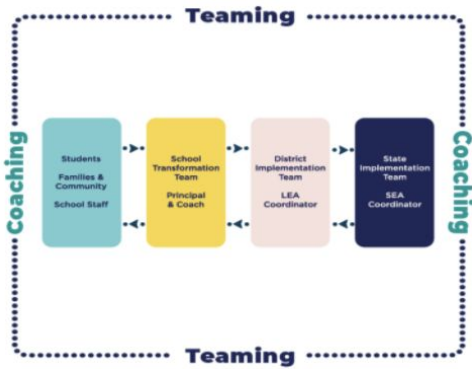 Teaming
Coaching
Students
Families &
Community
School Staff
School
Transformation
Team
Principal
& Coach
District
Implementation
Team
LEA
Coordinator
State
Implementation
Team
SEA
Coordinator
Coaching
Teaming